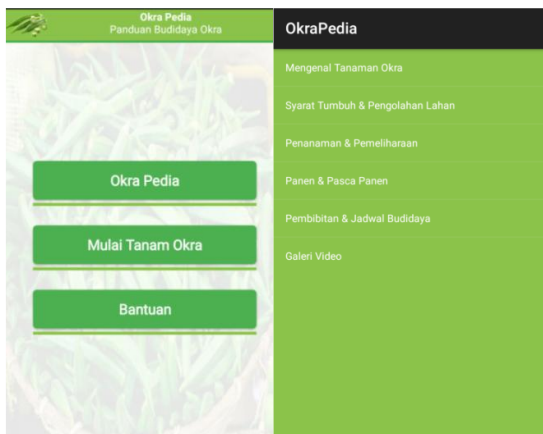 Okra Pedia
Panduan Budidaya Okra
Okra Pedia
Mulai Tanam Okra
Bantuan
OkraPedia
Mengenal Tanaman Okra
Syarat Tumbuh & Pengolahan Lahan
Penanaman & Pemeliharaan
Panen & Pasca Panen
Pembibitan & Jadwal Budidaya
Galeri Video